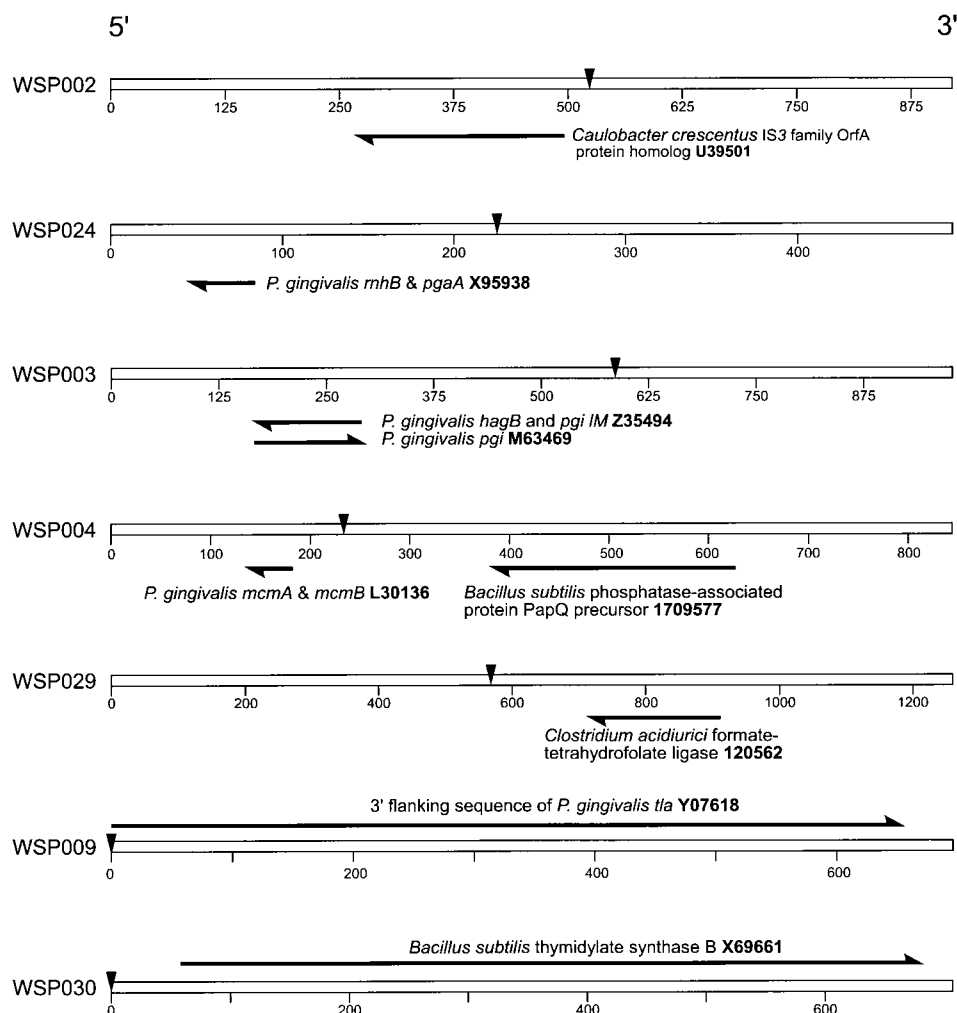 5' 3'
WSP002
0 125 250 375 500 625 750 875
Caulobacter crescentus IS3 family OrfA
protein homolog U39501
WSP024
0 100 200 300 400
P. gingivalis rnhB & pgaA X95938
WSP003
0 125 250 375 500 625 750 875
P. gingivalis hagB and pgi IM Z35494
P. gingivalis pgi M63469
WSP004
0 100 200 300 400 500 600 700 800
P. gingivalis mcmA & mcmB L30136
Bacillus subtilis phosphatase-associated
protein PapQ precursor 1709577
WSP029
0 200 400 600 800 1000 1200
Clostridium acidiurici formate-
tetrahydrofolate ligase 120562
3' flanking sequence of P. gingivalis tla Y07618
WSP009
0 200 400 600
Bacillus subtilis thymidylate synthase B X69661
WSP030
0 200 400 600